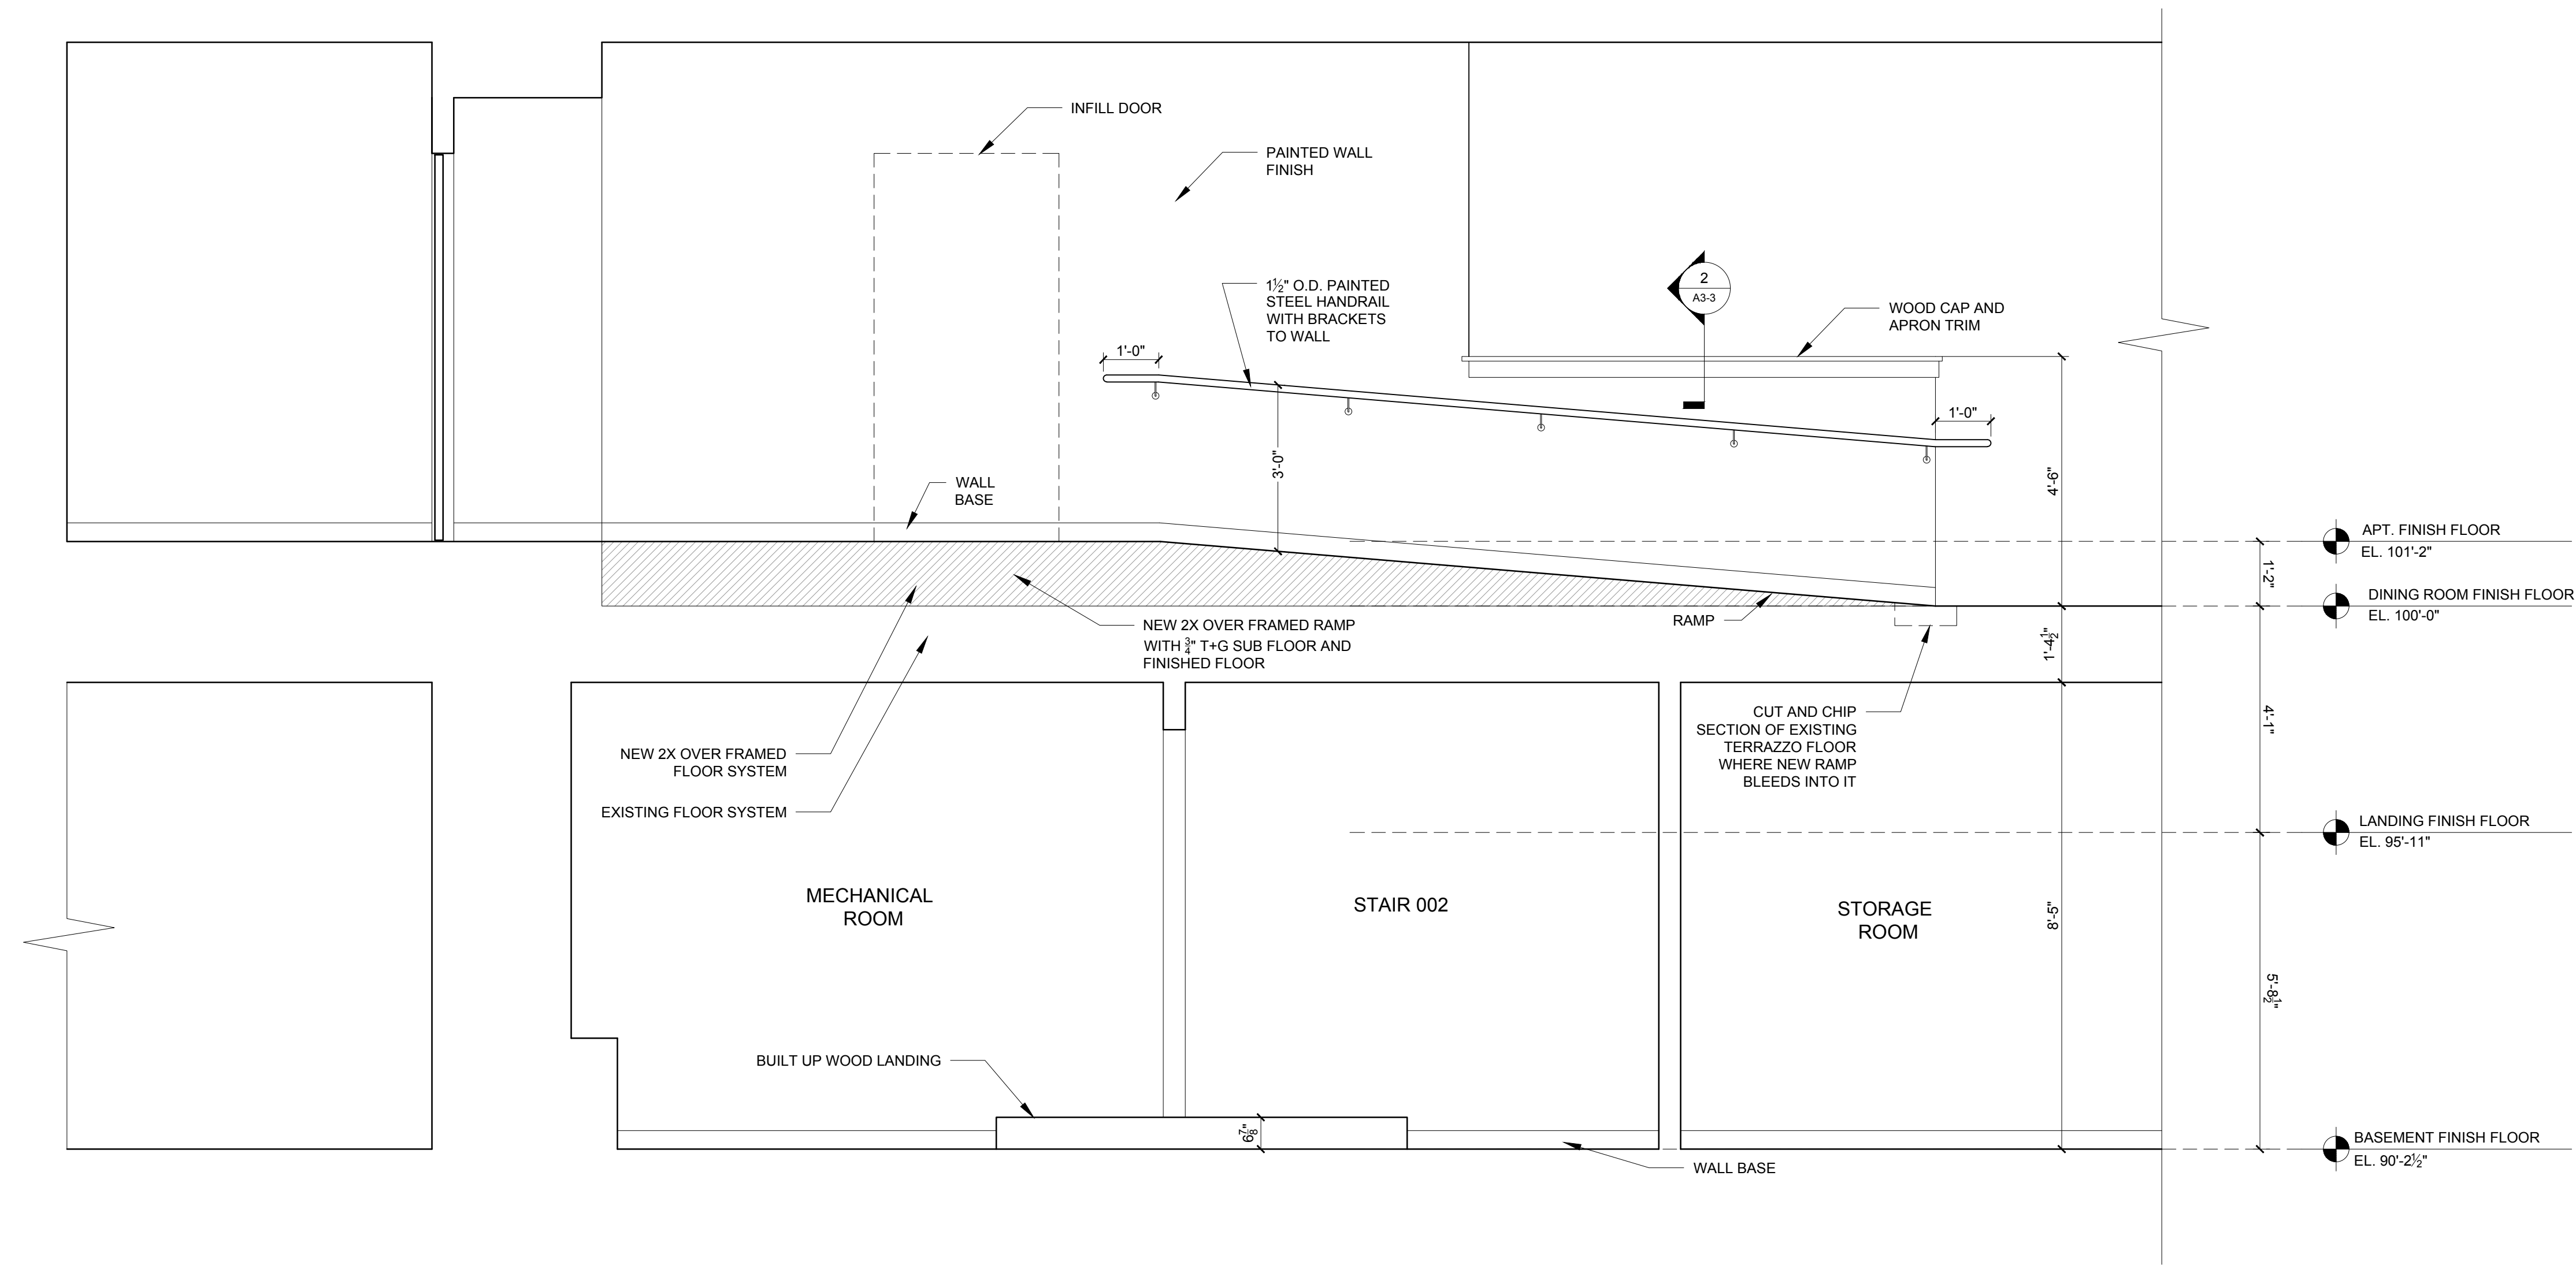 INFILL DOOR
PAINTED WALL
FINISH
1½" O.D. PAINTED
STEEL HANDRAIL
WITH BRACKETS
TO WALL
2
A3-3
WOOD CAP AND
APRON TRIM
1'-0"
1'-0"
3'-0"
4'-6"
WALL
BASE
APT. FINISH FLOOR
EL. 101'-2"
1'-2"
DINING ROOM FINISH FLOOR
EL. 100'-0"
NEW 2X OVER FRAMED RAMP
WITH ¾" T+G SUB FLOOR AND
FINISHED FLOOR
RAMP
1'-4½"
CUT AND CHIP
SECTION OF EXISTING
TERRAZZO FLOOR
WHERE NEW RAMP
BLEEDS INTO IT
4'-1"
NEW 2X OVER FRAMED
FLOOR SYSTEM
EXISTING FLOOR SYSTEM
LANDING FINISH FLOOR
EL. 95'-11"
MECHANICAL
ROOM
STAIR 002
STORAGE
ROOM
8'-5"
5'-8½"
BUILT UP WOOD LANDING
6⅞"
WALL BASE
BASEMENT FINISH FLOOR
EL. 90'-2½"